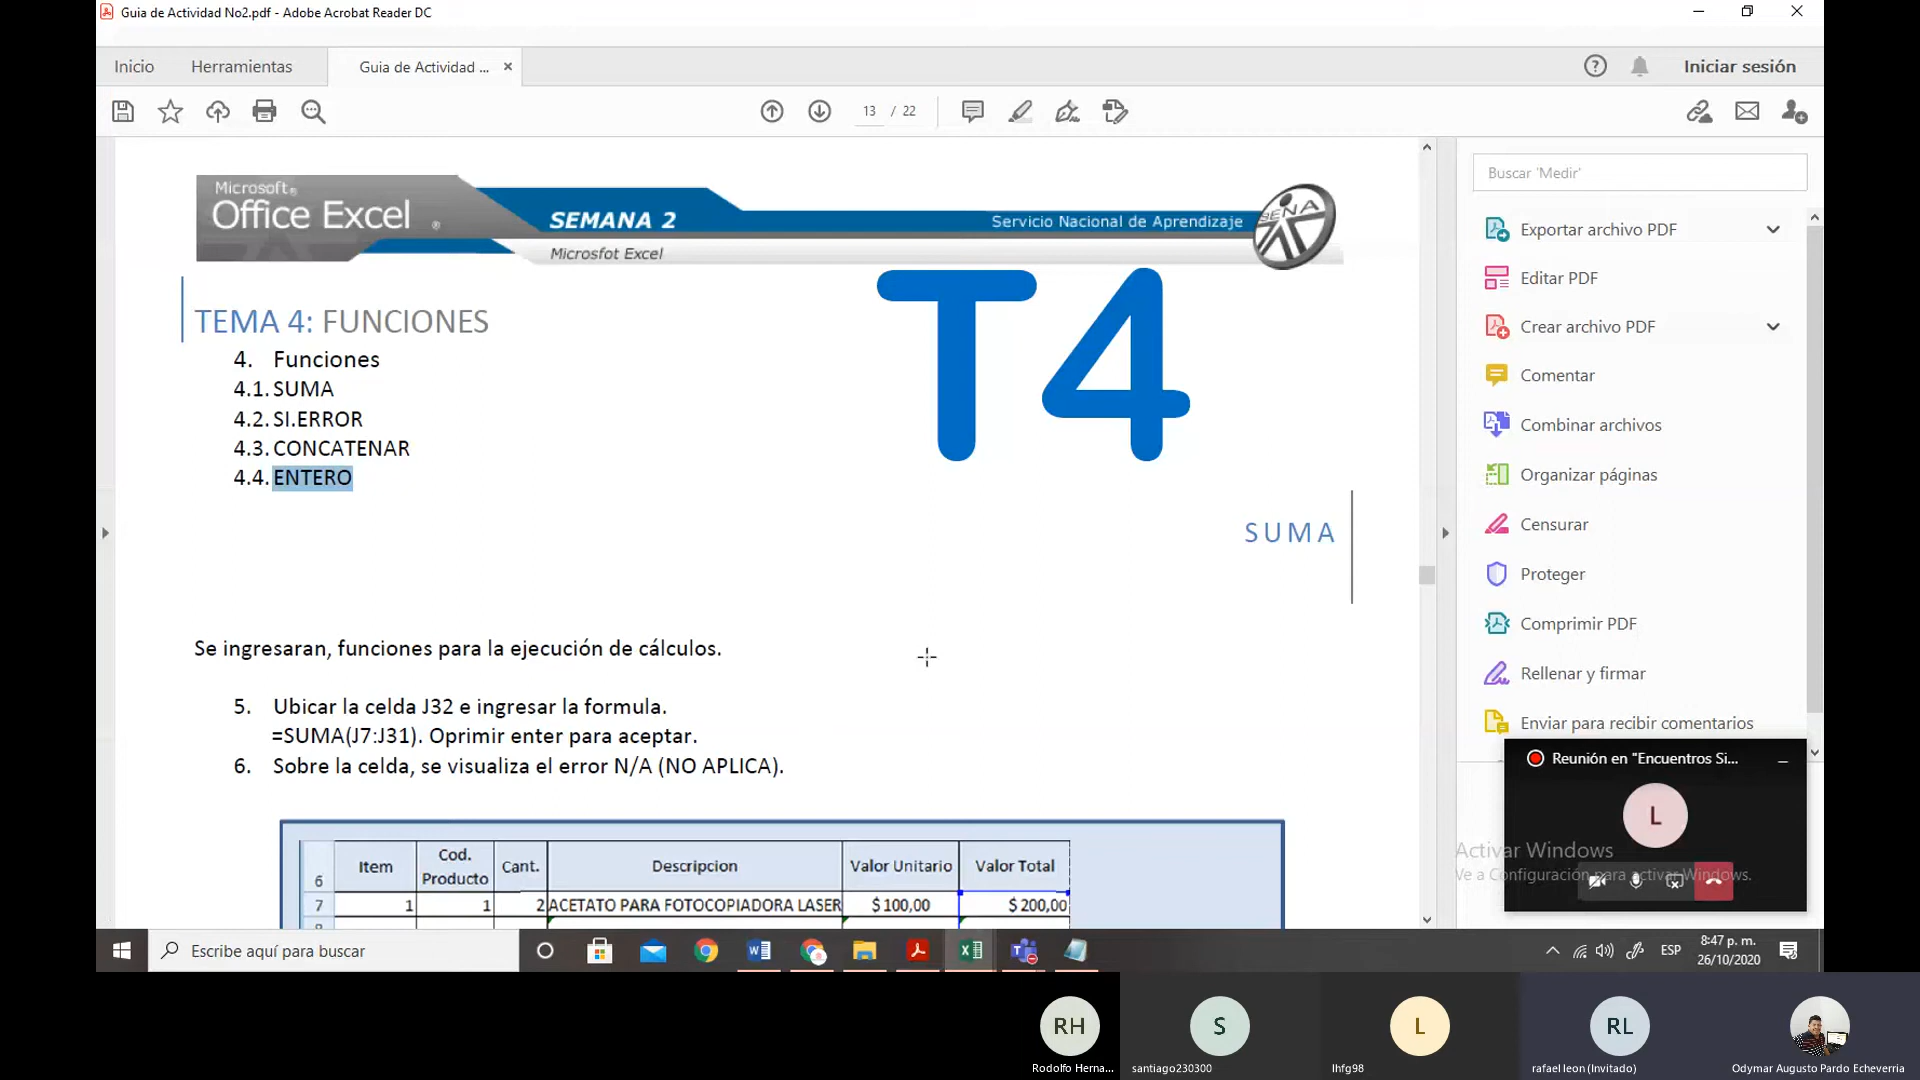 Guia de Actividad No2.pdf - Adobe Acrobat Reader DC
Inicio
Herramientas
Guia de Actividad ...
Iniciar sesión
13 / 22
Buscar 'Medir'
Microsoft®
Office Excel ®
SEMANA 2
Servicio Nacional de Aprendizaje
SENA
Microsfot Excel
T4
TEMA 4: FUNCIONES
4. Funciones
4.1. SUMA
4.2. SI.ERROR
4.3. CONCATENAR
4.4. ENTERO
SUMA
Se ingresaran, funciones para la ejecución de cálculos.
5. Ubicar la celda J32 e ingresar la formula.
=SUMA(J7:J31). Oprimir enter para aceptar.
6. Sobre la celda, se visualiza el error N/A (NO APLICA).
6 Item Cod. Producto Cant. Descripcion Valor Unitario Valor Total
7 1 1 2 ACETATO PARA FOTOCOPIADORA LASER $ 100,00 $ 200,00
8
Exportar archivo PDF
Editar PDF
Crear archivo PDF
Comentar
Combinar archivos
Organizar páginas
Censurar
Proteger
Comprimir PDF
Rellenar y firmar
Enviar para recibir comentarios
Reunión en "Encuentros Si...
L
Activar Windows
Ve a Configuración para activar Windows.
Escribe aquí para buscar
ESP
8:47 p. m.
26/10/2020
RH
Rodolfo Herna...
S
santiago230300
L
lhfg98
RL
rafael leon (Invitado)
Odymar Augusto Pardo Echeverria